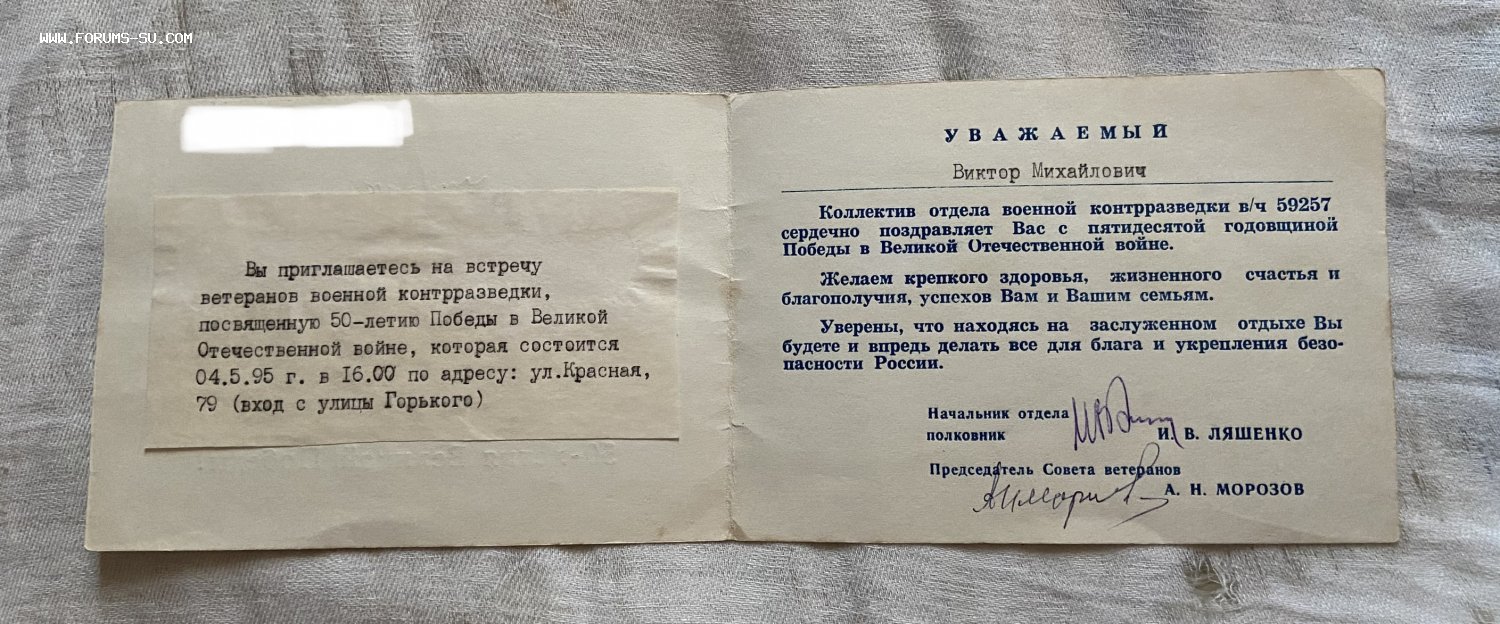 WWW.FORUMS-SU.COM
Вы приглашаетесь на встречу
ветеранов военной контрразведки,
посвященную 50-летию Победы в Великой
Отечественной войне, которая состоится
04.5.95 г. в 16.00 по адресу: ул.Красная,
79 (вход с улицы Горького)
УВАЖАЕМЫЙ
Виктор Михайлович
Коллектив отдела военной контрразведки в/ч 59257
сердечно поздравляет Вас с пятидесятой годовщиной
Победы в Великой Отечественной войне.
Желаем крепкого здоровья, жизненного счастья и
благополучия, успехов Вам и Вашим семьям.
Уверены, что находясь на заслуженном отдыхе Вы
будете и впредь делать все для блага и укрепления безо-
пасности России.
Начальник отдела
полковник И. В. ЛЯШЕНКО
Председатель Совета ветеранов
А. Н. МОРОЗОВ